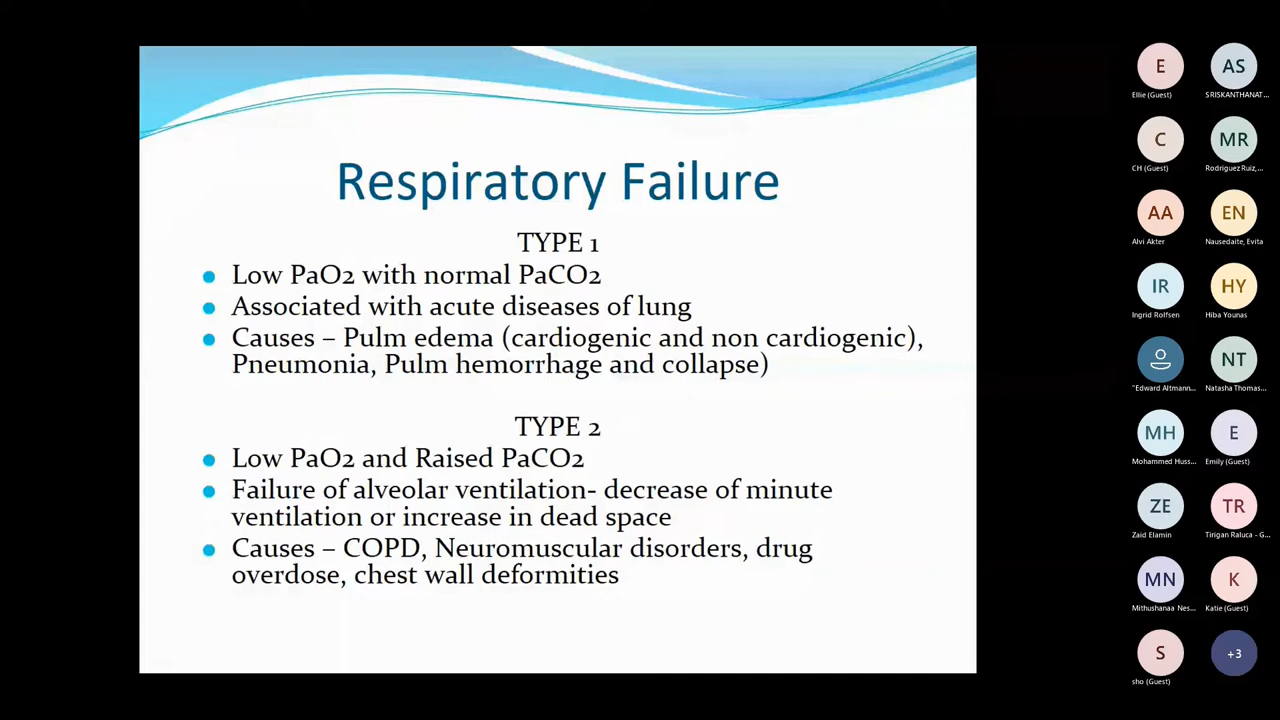 Respiratory Failure
TYPE 1
Low PaO2 with normal PaCO2
Associated with acute diseases of lung
Causes – Pulm edema (cardiogenic and non cardiogenic),
Pneumonia, Pulm hemorrhage and collapse)
TYPE 2
Low PaO2 and Raised PaCO2
Failure of alveolar ventilation- decrease of minute
ventilation or increase in dead space
Causes – COPD, Neuromuscular disorders, drug
overdose, chest wall deformities
E
AS
Ellie (Guest)
SRISKANTHANAT...
C
MR
CH (Guest)
Rodriguez Ruiz,...
AA
EN
Alvi Akter
Nausedaite, Evita
IR
HY
Ingrid Rolfsen
Hiba Younas
NT
"Edward Altmann...
Natasha Thomas...
MH
E
Mohammed Huss...
Emily (Guest)
ZE
TR
Zaid Elamin
Tirigan Raluca - G...
MN
K
Mithushanaa Nes...
Katie (Guest)
S
+3
sho (Guest)